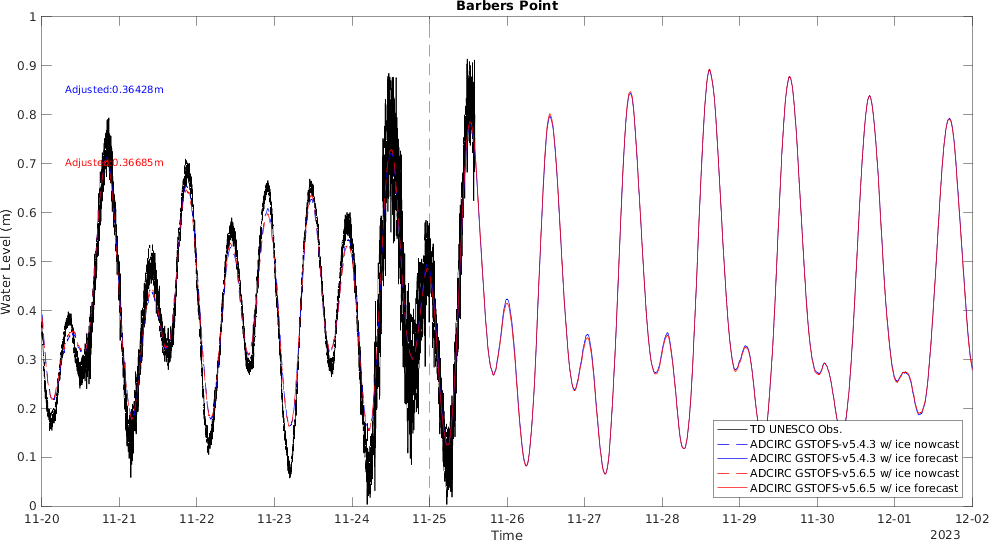 Barbers Point
1
0.9
Adjusted:0.36428m
0.8
0.7
Adjusted:0.36685m
0.6
Water Level (m)
0.5
0.4
0.3
0.2
0.1
0
TD UNESCO Obs.
ADCIRC GSTOFS-v5.4.3 w/ ice nowcast
ADCIRC GSTOFS-v5.4.3 w/ ice forecast
ADCIRC GSTOFS-v5.6.5 w/ ice nowcast
ADCIRC GSTOFS-v5.6.5 w/ ice forecast
11-20 11-21 11-22 11-23 11-24 11-25 11-26 11-27 11-28 11-29 11-30 12-01 12-02
Time
2023